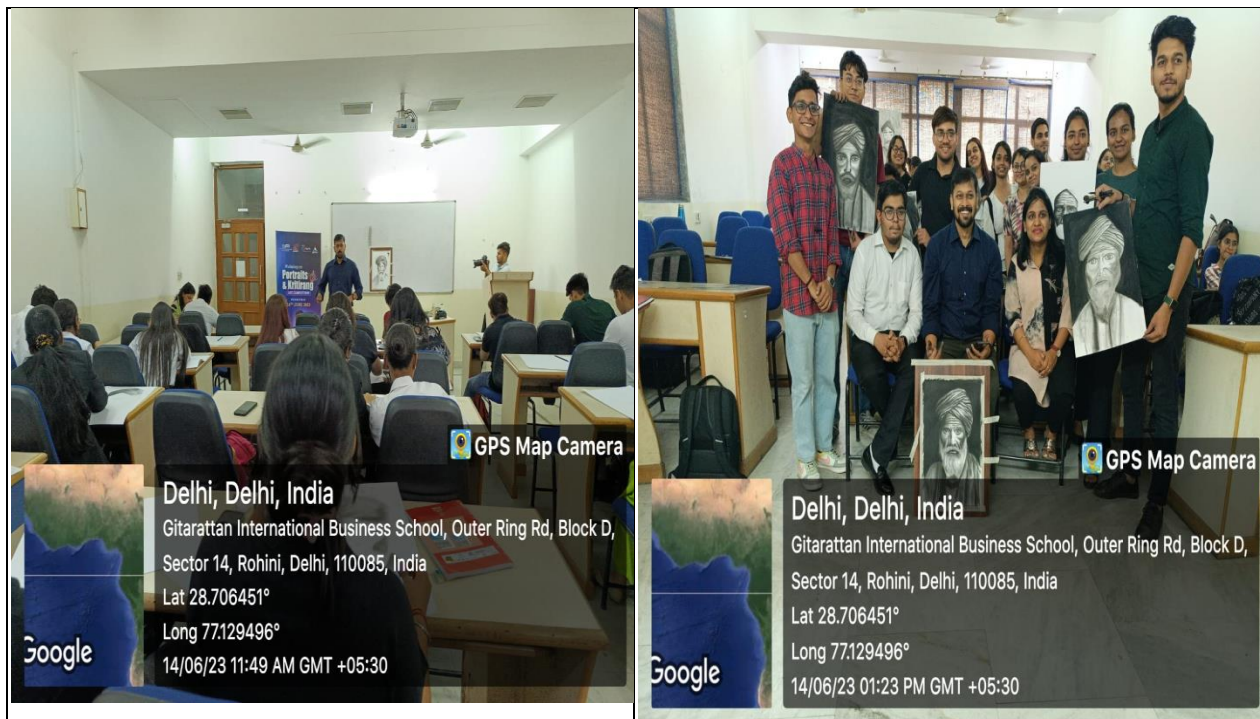 Portraits
& Kritirang
GPS Map Camera
Delhi, Delhi, India
Gitarattan International Business School, Outer Ring Rd, Block D,
Sector 14, Rohini, Delhi, 110085, India
Lat 28.706451°
Long 77.129496°
14/06/23 11:49 AM GMT +05:30
Google
GPS Map Camera
Delhi, Delhi, India
Gitarattan International Business School, Outer Ring Rd, Block D,
Sector 14, Rohini, Delhi, 110085, India
Lat 28.706451°
Long 77.129496°
14/06/23 01:23 PM GMT +05:30
Google